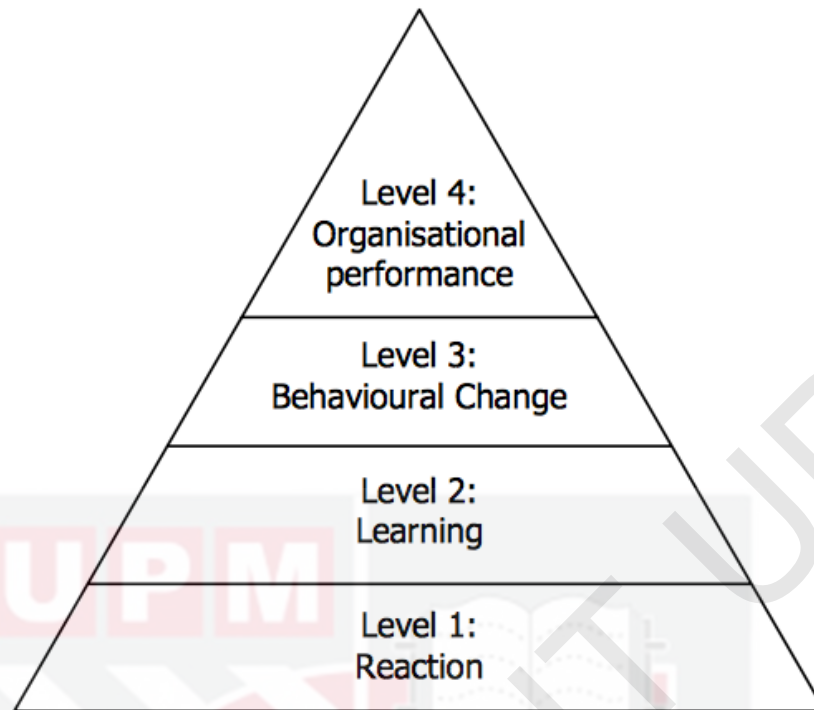 Level 4:
Organisational
performance
Level 3:
Behavioural Change
Level 2:
Learning
Level 1:
Reaction
UPM